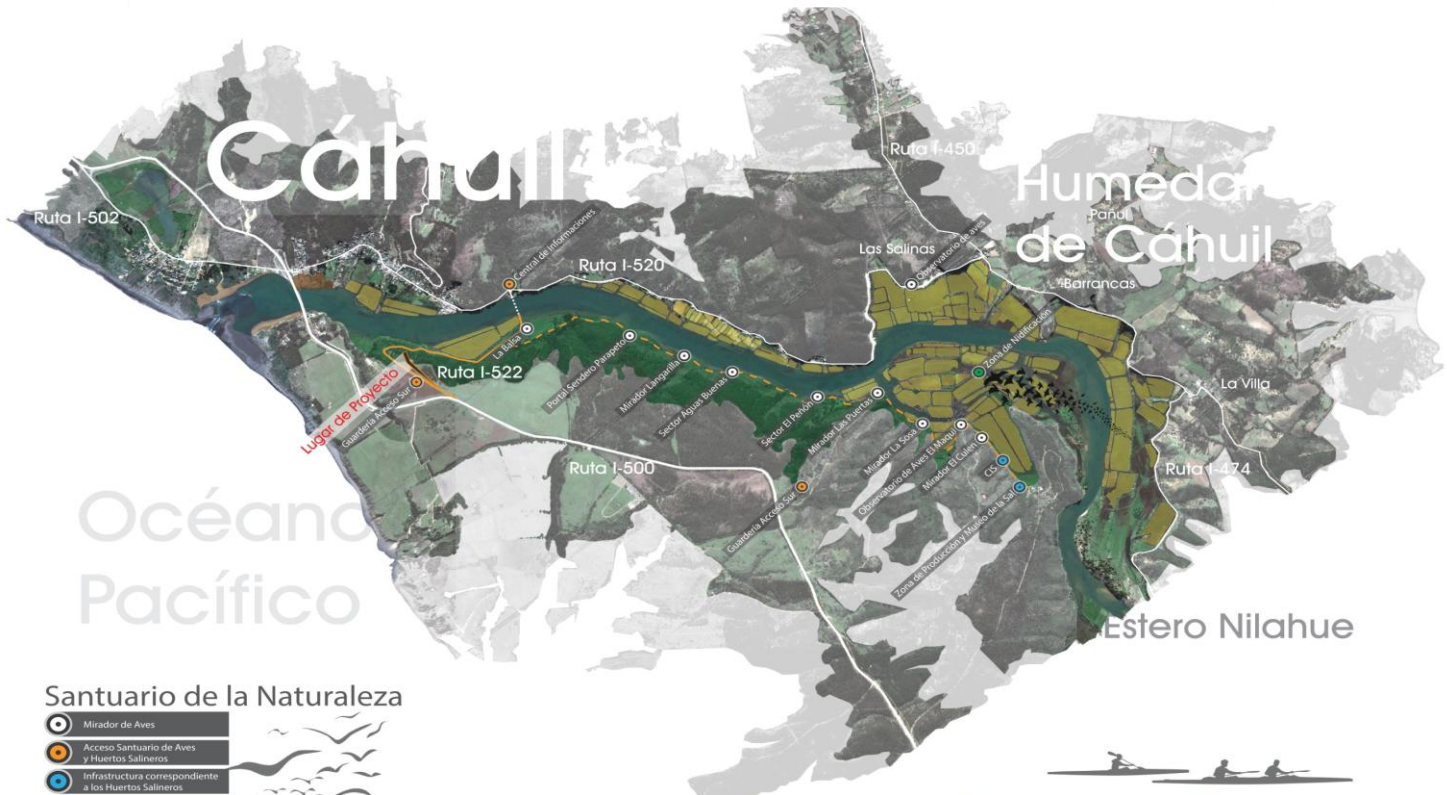 Cáhuil
Ruta I-450
Humedal
de Cáhuil
Pañul
Ruta I-502
Central de Informaciones
Ruta I-520
Las Salinas
Observatorio de aves
Barrancas
Zona de Nidificación
La Balsa
Ruta I-522
Portal Sendero Parapeto
Mirador Langarilla
Sector Aguas Buenas
Sector El Peñón
Mirador Las Puertas
La Villa
Lugar de Proyecto
Guardería Acceso Sur
Ruta I-500
Mirador La Sosa
Observatorio de Aves El Maqui
Mirador El Culen
CIS
Ruta I-474
Guardería Acceso Sur
Zona de Producción y Museo de la Sal
Océano
Pacífico
Estero Nilahue
Santuario de la Naturaleza
Mirador de Aves
Acceso Santuario de Aves
y Huertos Salineros
Infrastructura correspondiente
a los Huertos Salineros